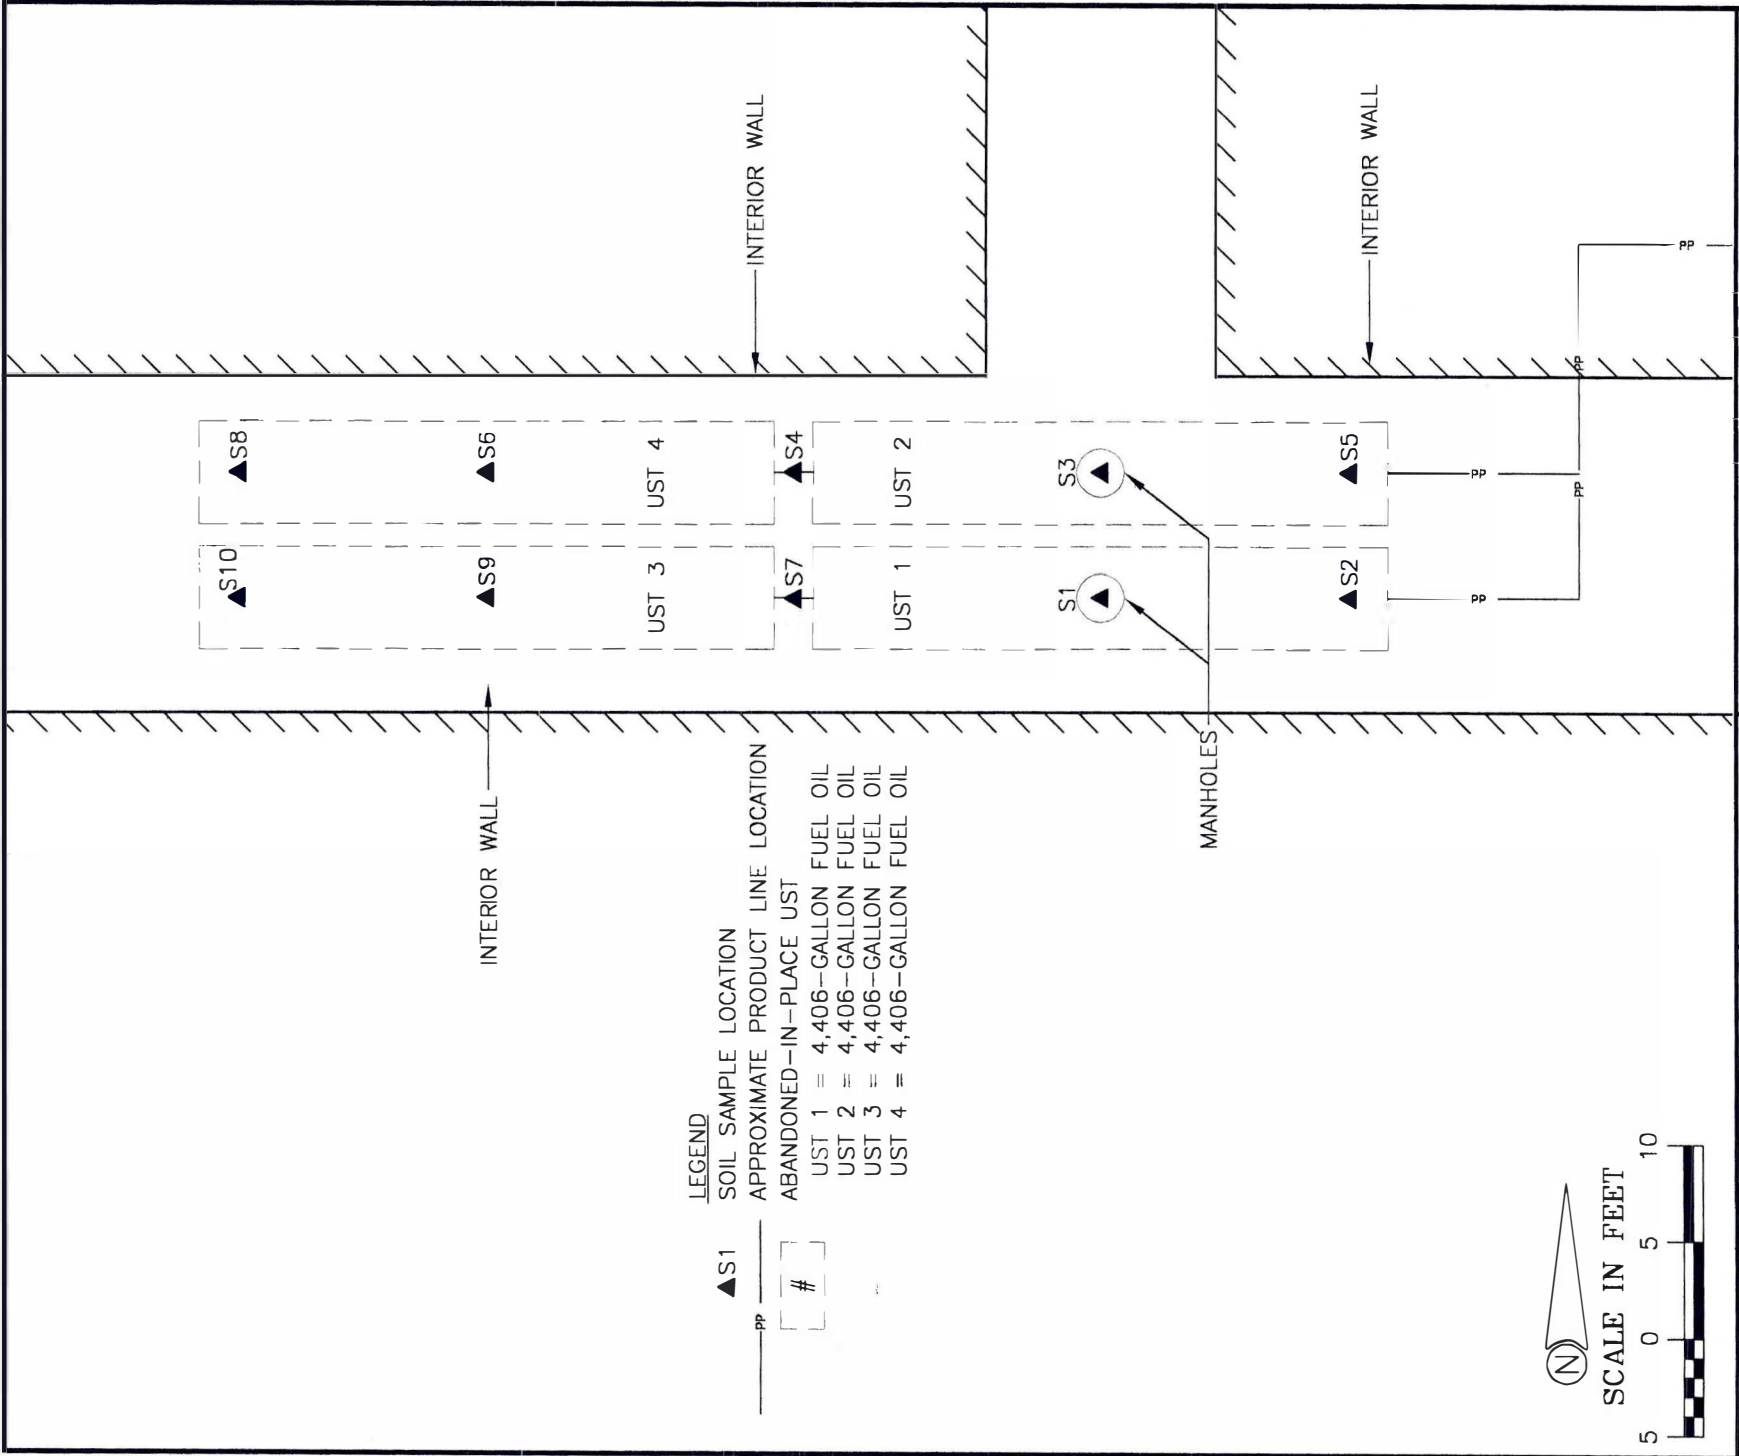 INTERIOR WALL
INTERIOR WALL
S8
S6
UST 4
S4
UST 2
S3
S5
S10
S9
UST 3
S7
UST 1
S1
S2
PP
PP
PP
PP
PP
INTERIOR WALL
MANHOLES
LEGEND
S1 SOIL SAMPLE LOCATION
PP APPROXIMATE PRODUCT LINE LOCATION
# ABANDONED-IN-PLACE UST
UST 1 = 4,406-GALLON FUEL OIL
UST 2 = 4,406-GALLON FUEL OIL
UST 3 = 4,406-GALLON FUEL OIL
UST 4 = 4,406-GALLON FUEL OIL
N
SCALE IN FEET
5 0 5 10